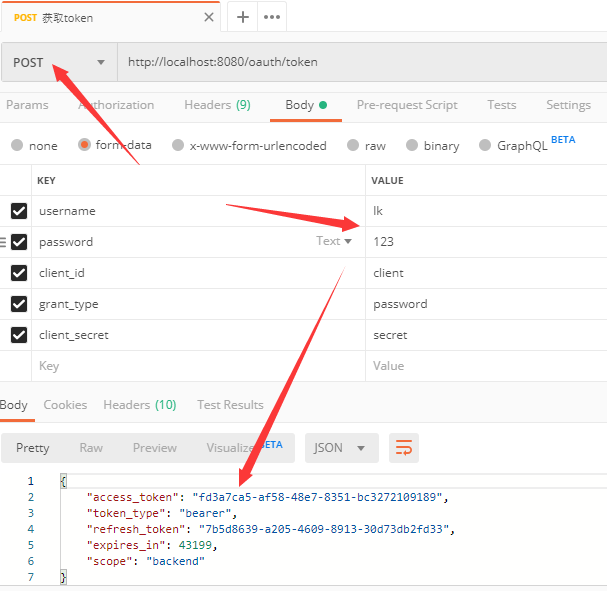 POST 获取token
POST http://localhost:8080/oauth/token
Params Authorization Headers (9) Body Pre-request Script Tests Settings
none form-data x-www-form-urlencoded raw binary GraphQL BETA
KEY VALUE
username lk
password Text 123
client_id client
grant_type password
client_secret secret
Key Value
Body Cookies Headers (10) Test Results
Pretty Raw Preview Visualize BETA JSON
1 {
2 "access_token": "fd3a7ca5-af58-48e7-8351-bc3272109189",
3 "token_type": "bearer",
4 "refresh_token": "7b5d8639-a205-4609-8913-30d73db2fd33",
5 "expires_in": 43199,
6 "scope": "backend"
7 }